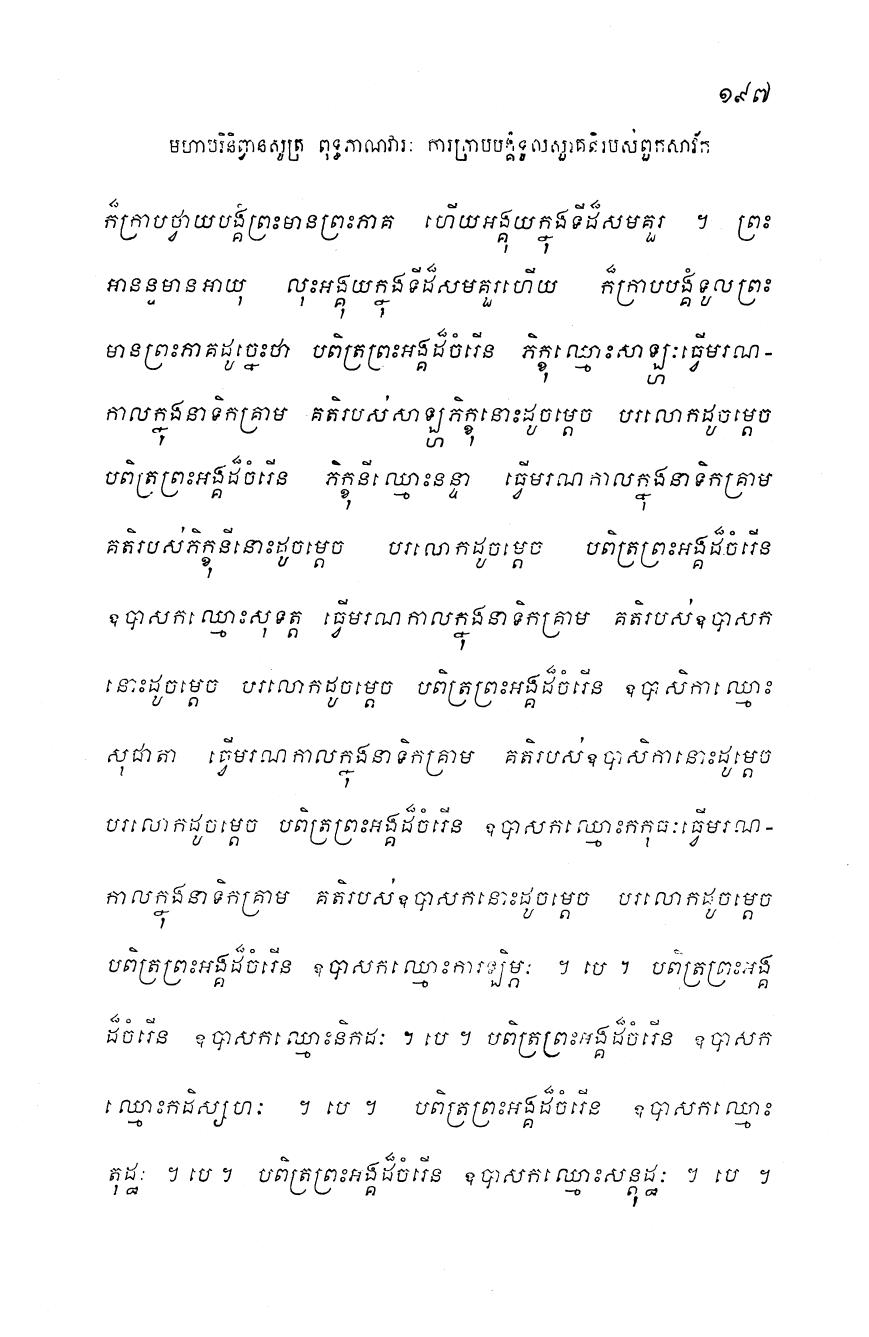 ១៩៧
មហាបរិនិព្វានសូត្រ ពុទ្ធភាណវារៈ ការក្រាបបង្គំទូលសួរគតិរបស់ពួកសាវ័ក
ក៏ក្រាបថ្វាយបង្គំព្រះមានព្រះភាគ ហើយអង្គុយក្នុងទីដ៏សមគួរ ។ ព្រះ
អានន្ទមានអាយុ លុះអង្គុយក្នុងទីដ៏សមគួរហើយ ក៏ក្រាបបង្គំទូលព្រះ
មានព្រះភាគដូច្នេះថា បពិត្រព្រះអង្គដ៏ចំរើន ភិក្ខុឈ្មោះសាឡ្ហៈធ្វើមរណ-
កាលក្នុងនាទិកគ្រាម គតិរបស់សាឡ្ហភិក្ខុនោះដូចម្តេច បរលោកដូចម្តេច
បពិត្រព្រះអង្គដ៏ចំរើន ភិក្ខុនីឈ្មោះនន្ទា ធ្វើមរណកាលក្នុងនាទិកគ្រាម
គតិរបស់ភិក្ខុនីនោះដូចម្តេច បរលោកដូចម្តេច បពិត្រព្រះអង្គដ៏ចំរើន
ឧបាសកឈ្មោះសុទត្ត ធ្វើមរណកាលក្នុងនាទិកគ្រាម គតិរបស់ឧបាសក
នោះដូចម្តេច បរលោកដូចម្តេច បពិត្រព្រះអង្គដ៏ចំរើន ឧបាសិកាឈ្មោះ
សុជាតា ធ្វើមរណកាលក្នុងនាទិកគ្រាម គតិរបស់ឧបាសិកានោះដូម្តេច
បរលោកដូចម្តេច បពិត្រព្រះអង្គដ៏ចំរើន ឧបាសកឈ្មោះកកុធៈធ្វើមរណ-
កាលក្នុងនាទិកគ្រាម គតិរបស់ឧបាសកនោះដូចម្តេច បរលោកដូចម្តេច
បពិត្រព្រះអង្គដ៏ចំរើន ឧបាសកឈ្មោះការឡិម្ភៈ ។ បេ ។ បពិត្រព្រះអង្គ
ដ៏ចំរើន ឧបាសកឈ្មោះនិកដៈ ។ បេ ។ បពិត្រព្រះអង្គដ៏ចំរើន ឧបាសក
ឈ្មោះកដិស្សហៈ ។ បេ ។ បពិត្រព្រះអង្គដ៏ចំរើន ឧបាសកឈ្មោះ
តុដ្ឋៈ ។ បេ ។ បពិត្រព្រះអង្គដ៏ចំរើន ឧបាសកឈ្មោះសន្តុដ្ឋៈ ។ បេ ។